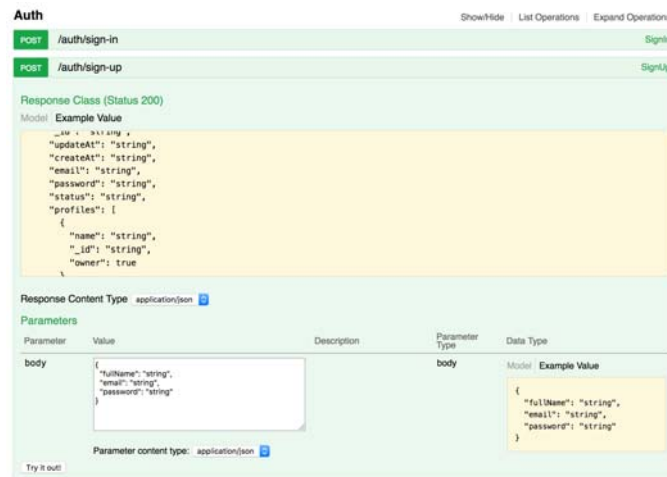 Auth
Show/Hide List Operations Expand Operation
POST /auth/sign-in SignI
POST /auth/sign-up SignUp
Response Class (Status 200)
Model Example Value
"_id": "string",
"updateAt": "string",
"createAt": "string",
"email": "string",
"password": "string",
"status": "string",
"profiles": [
{
"name": "string",
"_id": "string",
"owner": true
}
Response Content Type application/json
Parameters
Parameter Value Description Parameter Type Data Type
body
{
"fullName": "string",
"email": "string",
"password": "string"
}
body
Model Example Value
{
"fullName": "string",
"email": "string",
"password": "string"
}
Parameter content type: application/json
Try it out!